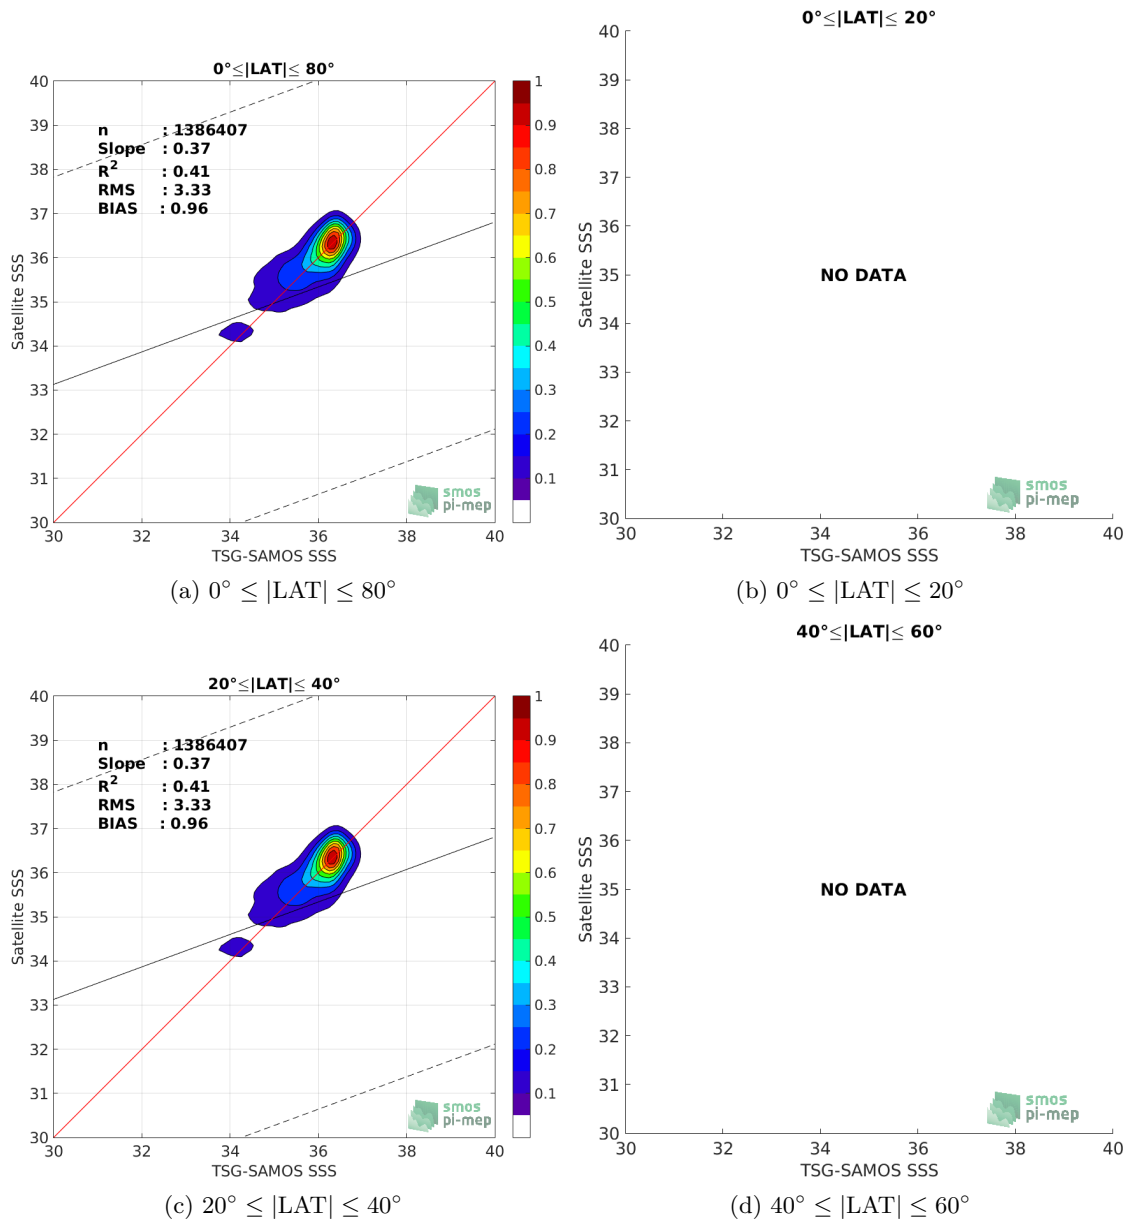 0°≤|LAT|≤ 80°
40
39
38
37
36
35
34
33
32
31
30
Satellite SSS
n : 1386407
Slope : 0.37
R² : 0.41
RMS : 3.33
BIAS : 0.96
smos
pi-mep
30 32 34 36 38 40
TSG-SAMOS SSS
1
0.9
0.8
0.7
0.6
0.5
0.4
0.3
0.2
0.1
(a) 0° ≤ |LAT| ≤ 80°
0°≤|LAT|≤ 20°
40
39
38
37
36
35
34
33
32
31
30
Satellite SSS
NO DATA
smos
pi-mep
30 32 34 36 38 40
TSG-SAMOS SSS
(b) 0° ≤ |LAT| ≤ 20°
20°≤|LAT|≤ 40°
40
39
38
37
36
35
34
33
32
31
30
Satellite SSS
n : 1386407
Slope : 0.37
R² : 0.41
RMS : 3.33
BIAS : 0.96
smos
pi-mep
30 32 34 36 38 40
TSG-SAMOS SSS
1
0.9
0.8
0.7
0.6
0.5
0.4
0.3
0.2
0.1
(c) 20° ≤ |LAT| ≤ 40°
40°≤|LAT|≤ 60°
40
39
38
37
36
35
34
33
32
31
30
Satellite SSS
NO DATA
smos
pi-mep
30 32 34 36 38 40
TSG-SAMOS SSS
(d) 40° ≤ |LAT| ≤ 60°